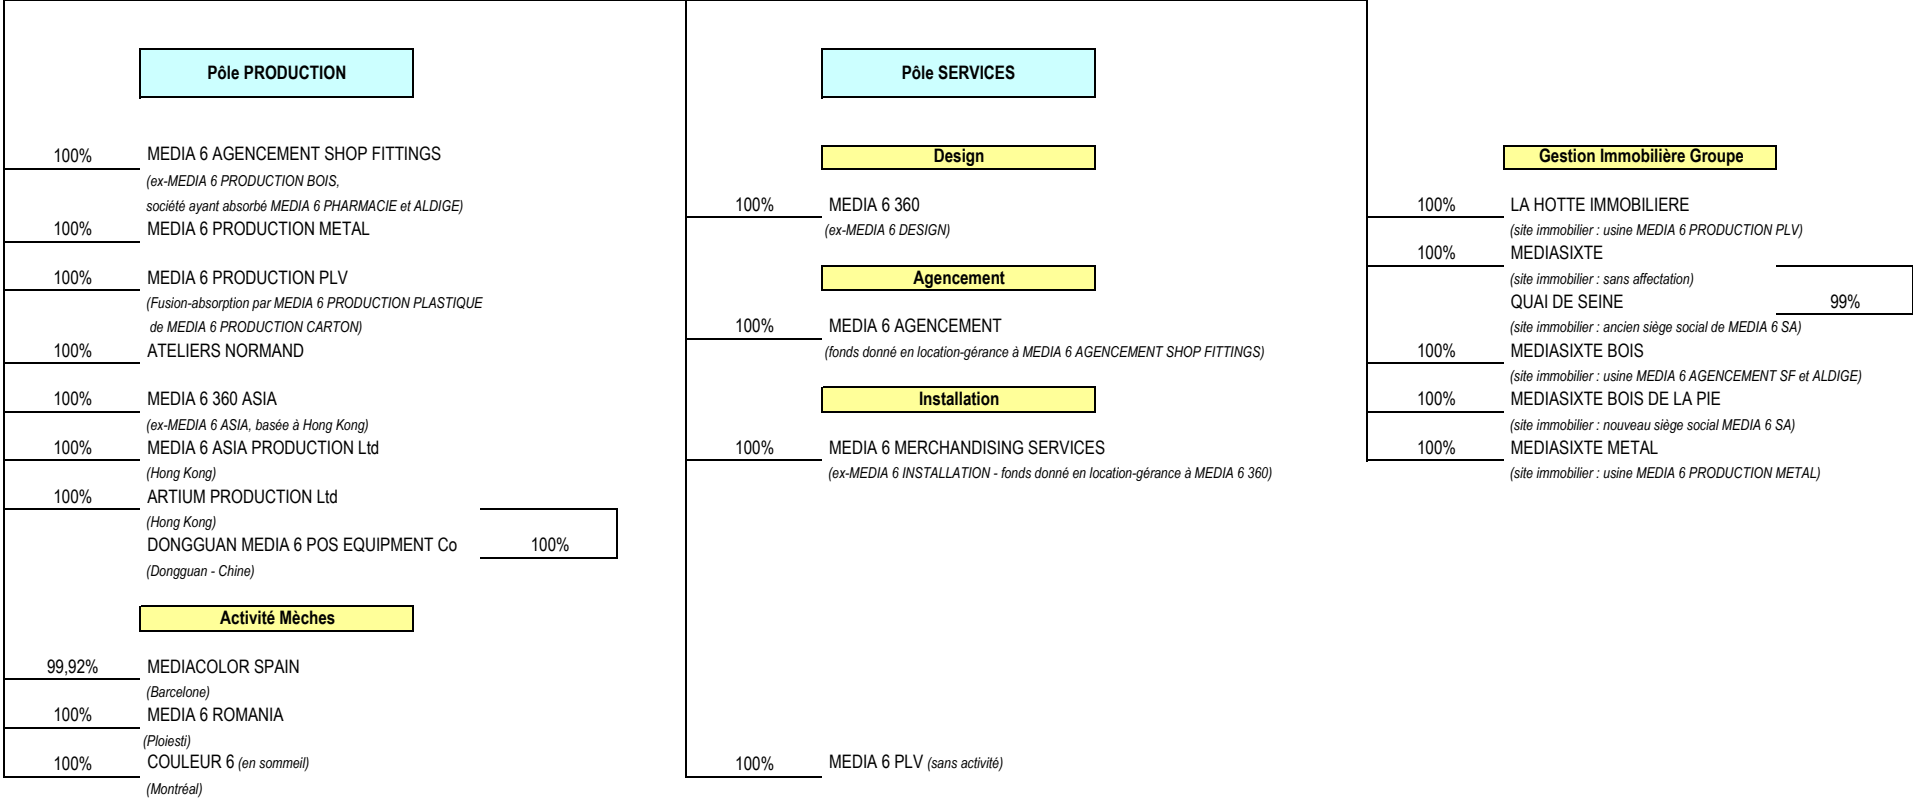 Pôle PRODUCTION
100% MEDIA 6 AGENCEMENT SHOP FITTINGS
(ex-MEDIA 6 PRODUCTION BOIS,
société ayant absorbé MEDIA 6 PHARMACIE et ALDIGE)
100% MEDIA 6 PRODUCTION METAL
100% MEDIA 6 PRODUCTION PLV
(Fusion-absorption par MEDIA 6 PRODUCTION PLASTIQUE
de MEDIA 6 PRODUCTION CARTON)
100% ATELIERS NORMAND
100% MEDIA 6 360 ASIA
(ex-MEDIA 6 ASIA, basée à Hong Kong)
100% MEDIA 6 ASIA PRODUCTION Ltd
(Hong Kong)
100% ARTIUM PRODUCTION Ltd
(Hong Kong)
DONGGUAN MEDIA 6 POS EQUIPMENT Co 100%
(Dongguan - Chine)
Activité Mèches
99,92% MEDIACOLOR SPAIN
(Barcelone)
100% MEDIA 6 ROMANIA
(Ploiesti)
100% COULEUR 6 (en sommeil)
(Montréal)
Pôle SERVICES
Design
100% MEDIA 6 360
(ex-MEDIA 6 DESIGN)
Agencement
100% MEDIA 6 AGENCEMENT
(fonds donné en location-gérance à MEDIA 6 AGENCEMENT SHOP FITTINGS)
Installation
100% MEDIA 6 MERCHANDISING SERVICES
(ex-MEDIA 6 INSTALLATION - fonds donné en location-gérance à MEDIA 6 360)
100% MEDIA 6 PLV (sans activité)
Gestion Immobilière Groupe
100% LA HOTTE IMMOBILIERE
(site immobilier : usine MEDIA 6 PRODUCTION PLV)
100% MEDIASIXTE
(site immobilier : sans affectation)
QUAI DE SEINE 99%
(site immobilier : ancien siège social de MEDIA 6 SA)
100% MEDIASIXTE BOIS
(site immobilier : usine MEDIA 6 AGENCEMENT SF et ALDIGE)
100% MEDIASIXTE BOIS DE LA PIE
(site immobilier : nouveau siège social MEDIA 6 SA)
100% MEDIASIXTE METAL
(site immobilier : usine MEDIA 6 PRODUCTION METAL)